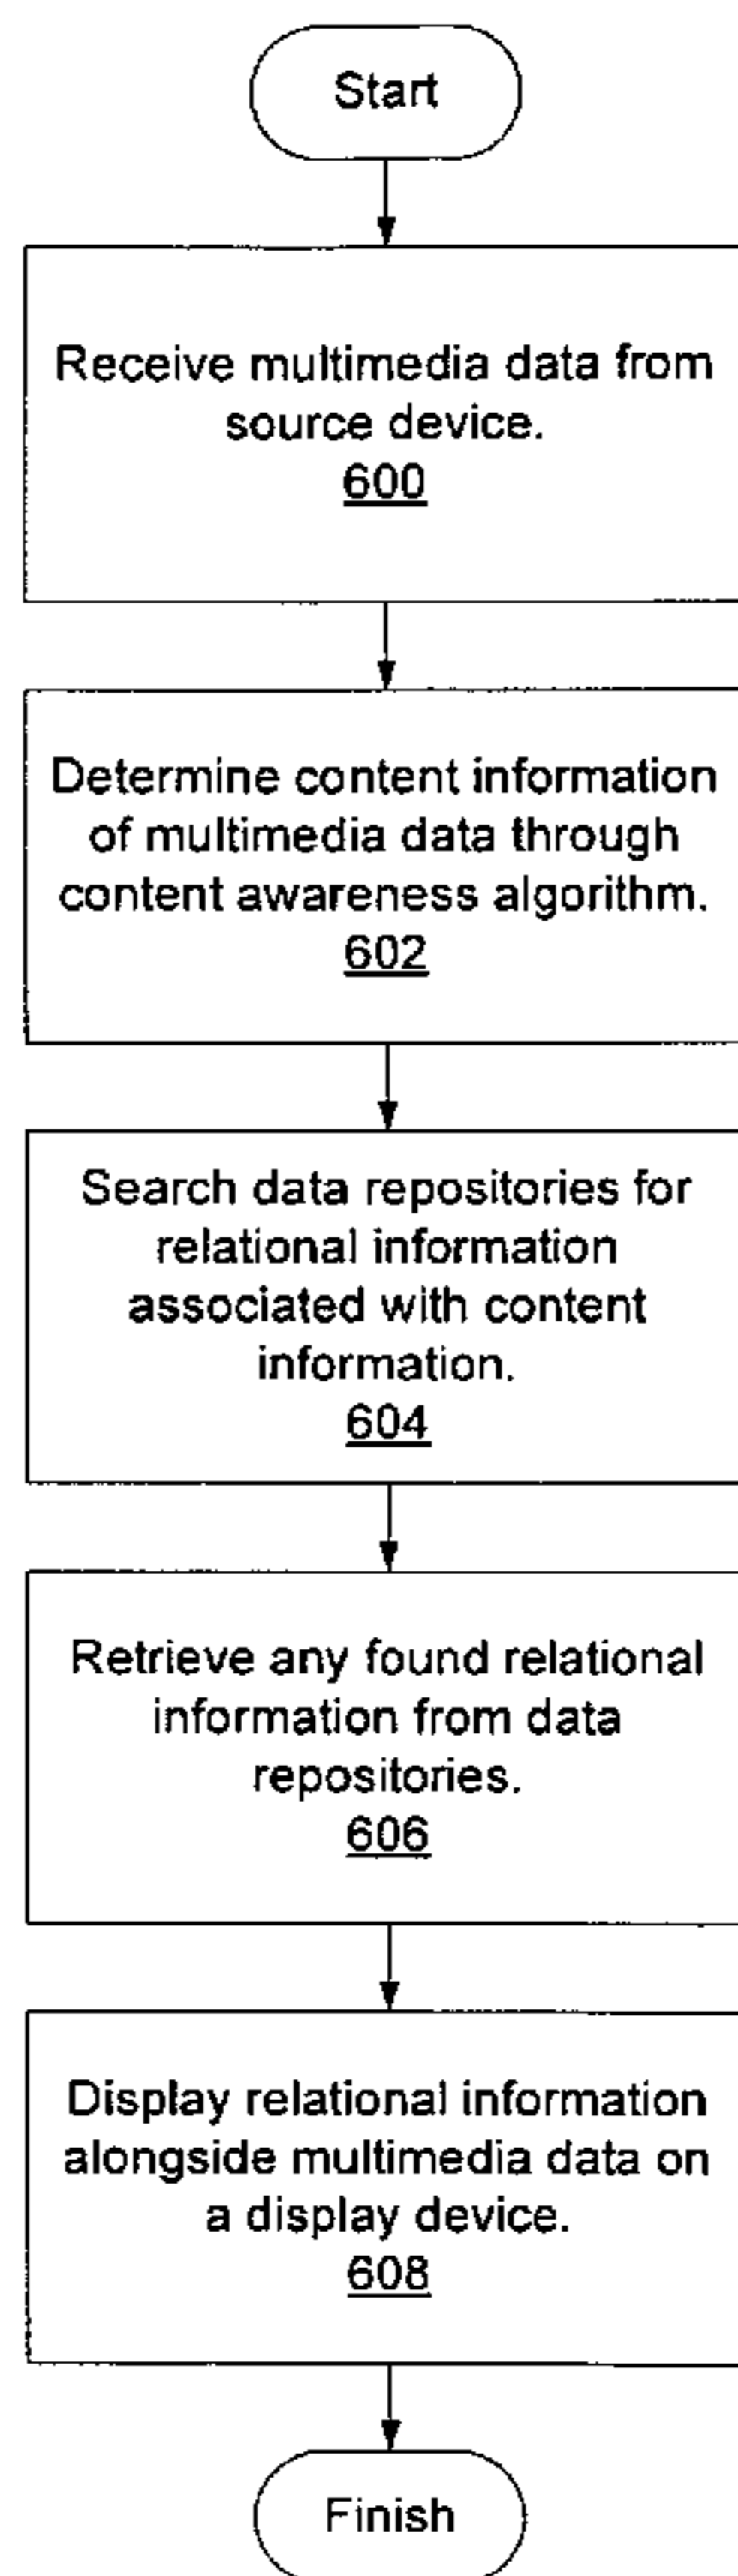 Start
Receive multimedia data from
source device.
600
Determine content information
of multimedia data through
content awareness algorithm.
602
Search data repositories for
relational information
associated with content
information.
604
Retrieve any found relational
information from data
repositories.
606
Display relational information
alongside multimedia data on
a display device.
608
Finish